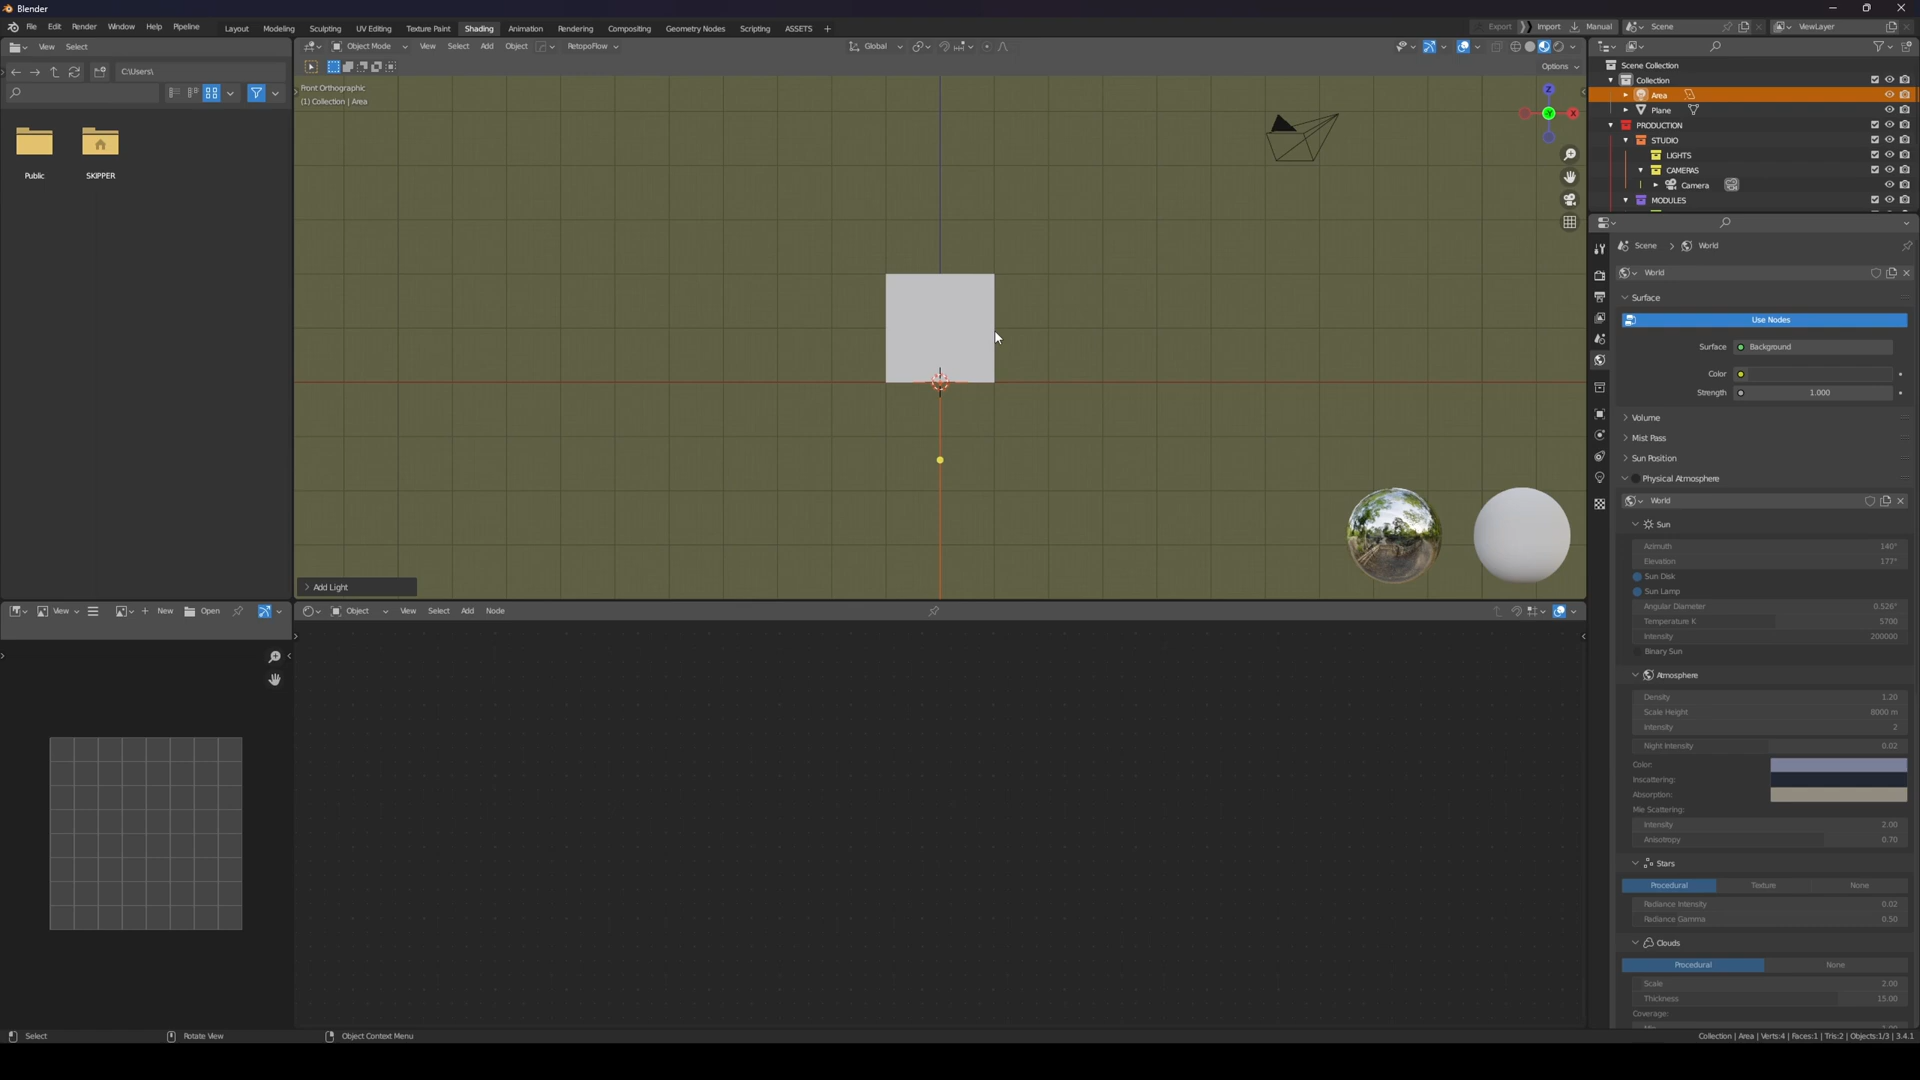 Blender
File Edit Render Window Help Pipeline
Layout Modeling Sculpting UV Editing Texture Paint Shading Animation Rendering Compositing Geometry Nodes Scripting ASSETS +
Export Import Manual Scene ViewLayer
View Select
Object Mode View Select Add Object RetopoFlow
Global
Options
C:\Users\
Public SKIPPER
Front Orthographic
(1) Collection | Area
Z
Y
X
Add Light
Scene Collection
Collection
Area
Plane
PRODUCTION
STUDIO
LIGHTS
CAMERAS
Camera
MODULES
Scene World
World
Surface
Use Nodes
Surface Background
Color
Strength 1.000
Volume
Mist Pass
Sun Position
Physical Atmosphere
World
Sun
Azimuth 140°
Elevation 177°
Sun Disk
Sun Lamp
Angular Diameter 0.526°
Temperature K 5700
Intensity 200000
Binary Sun
Atmosphere
Density 1.20
Scale Height 8000 m
Intensity 2
Night Intensity 0.02
Color:
Inscattering:
Absorption:
Mie Scattering:
Intensity 2.00
Anisotropy 0.70
Stars
Procedural Texture None
Radiance Intensity 0.02
Radiance Gamma 0.50
Clouds
Procedural None
Scale 2.00
Thickness 15.00
Coverage:
View New Open
Object View Select Add Node
Select Rotate View Object Context Menu
Collection | Area | Verts:4 | Faces:1 | Tris:2 | Objects:1/3 | 3.4.1